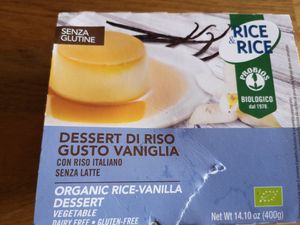 SENZA
GLUTINE
RICE
&
RICE
PROBIOS
BIOLOGICO
dal 1978
DESSERT DI RISO
GUSTO VANIGLIA
CON RISO ITALIANO
SENZA LATTE
ORGANIC RICE-VANILLA
DESSERT
VEGETABLE
DAIRY FREE • GLUTEN-FREE
Net Wt 14.10 oz (400g)